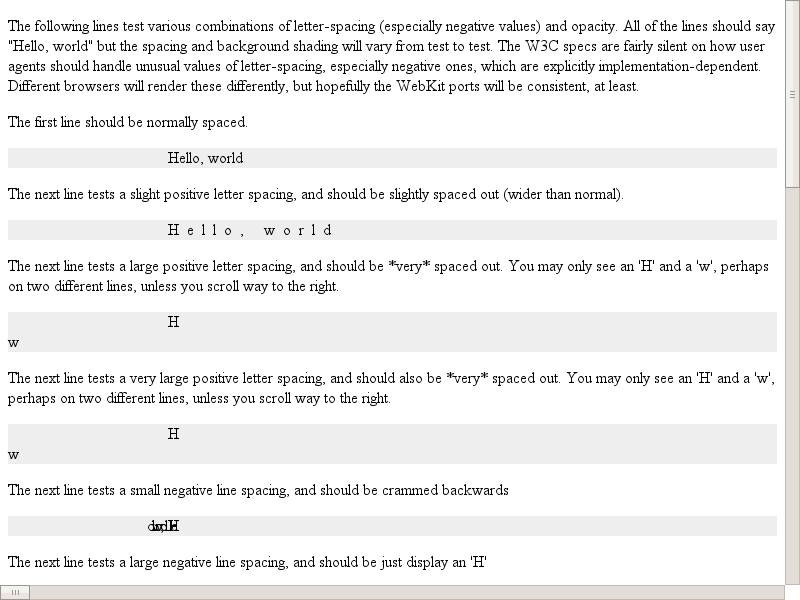 The following lines test various combinations of letter-spacing (especially negative values) and opacity. All of the lines should say
"Hello, world" but the spacing and background shading will vary from test to test. The W3C specs are fairly silent on how user
agents should handle unusual values of letter-spacing, especially negative ones, which are explicitly implementation-dependent.
Different browsers will render these differently, but hopefully the WebKit ports will be consistent, at least.
The first line should be normally spaced.
Hello, world
The next line tests a slight positive letter spacing, and should be slightly spaced out (wider than normal).
H e l l o ,  w o r l d
The next line tests a large positive letter spacing, and should be *very* spaced out. You may only see an 'H' and a 'w', perhaps
on two different lines, unless you scroll way to the right.
H
w
The next line tests a very large positive letter spacing, and should also be *very* spaced out. You may only see an 'H' and a 'w',
perhaps on two different lines, unless you scroll way to the right.
H
w
The next line tests a small negative line spacing, and should be crammed backwards
The next line tests a large negative line spacing, and should be just display an 'H'